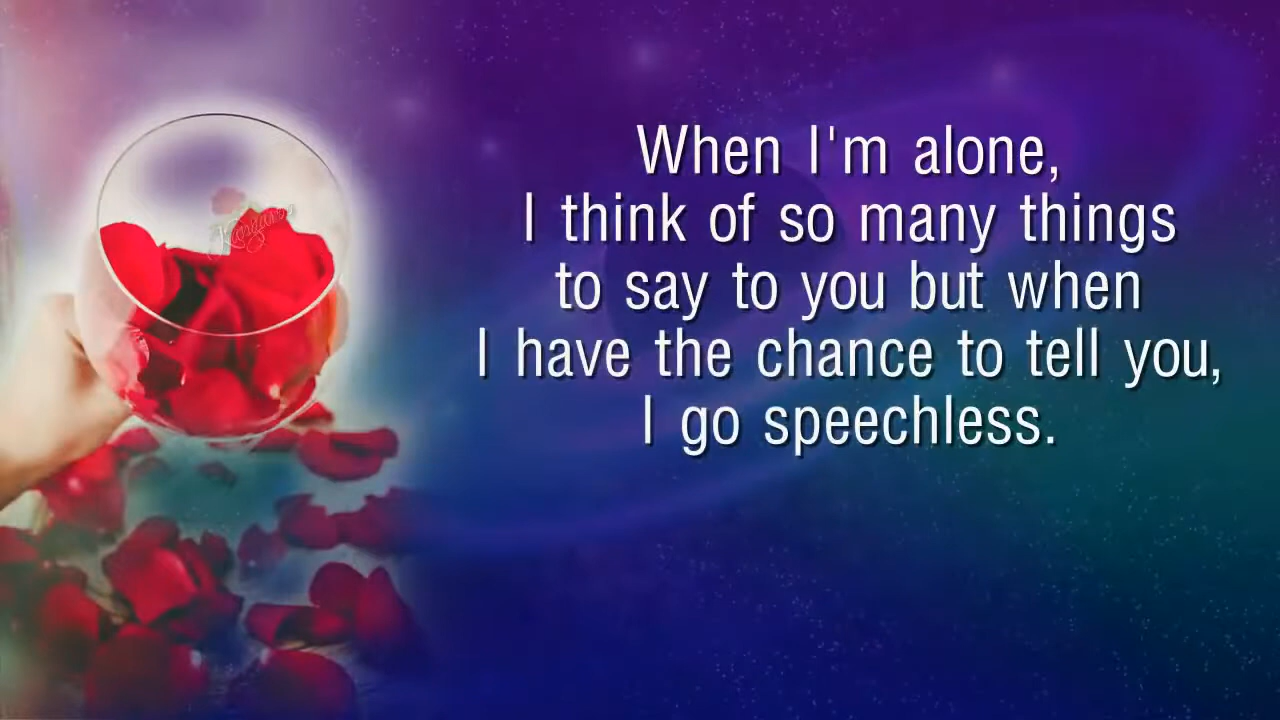 When I'm alone,
I think of so many things
to say to you but when
I have the chance to tell you,
I go speechless.